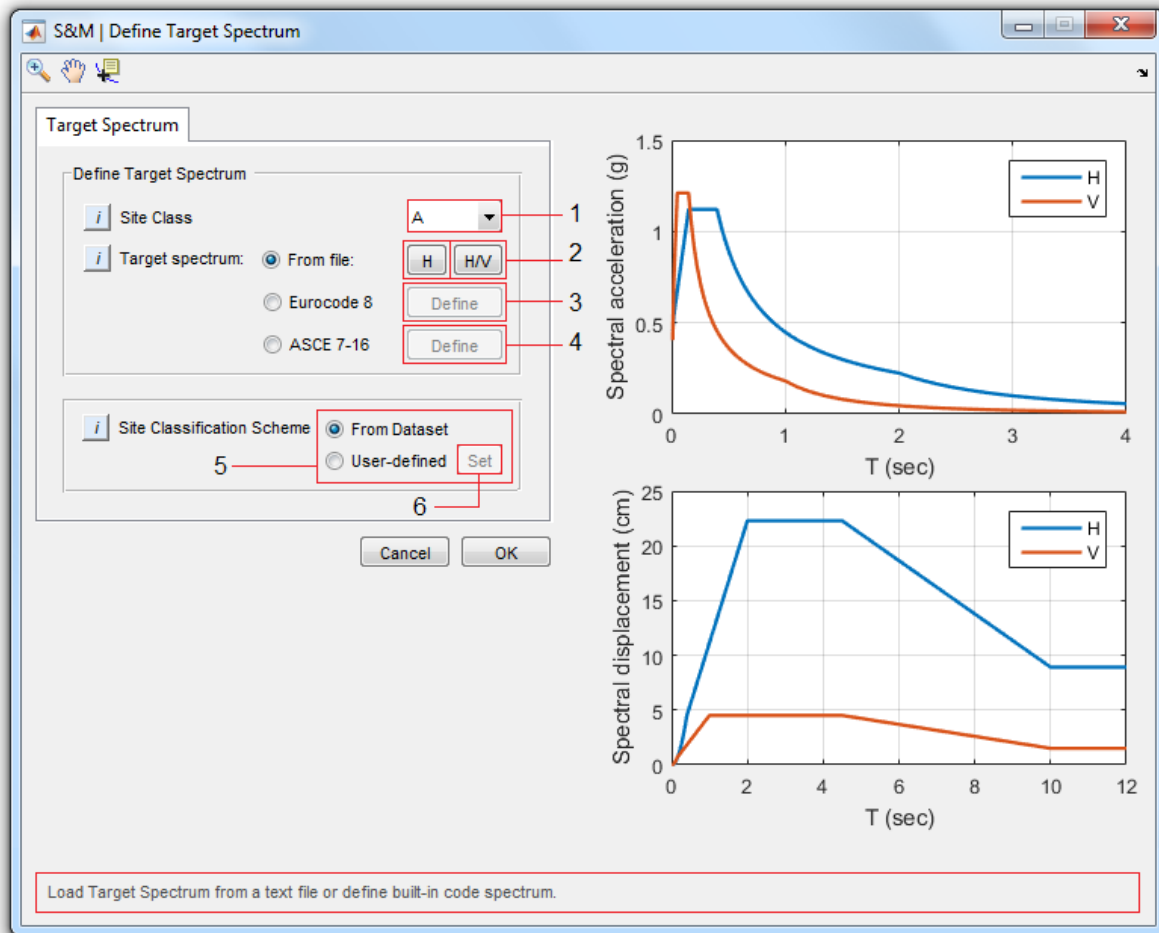 S&M | Define Target Spectrum
Target Spectrum
Define Target Spectrum
i Site Class A 1
i Target spectrum: From file: H H/V 2
Eurocode 8 Define 3
ASCE 7-16 Define 4
i Site Classification Scheme From Dataset
5 User-defined Set
6
Cancel OK
Spectral acceleration (g)
1.5
1
0.5
0
H
V
0 1 2 3 4
T (sec)
Spectral displacement (cm)
25
20
15
10
5
0
H
V
0 2 4 6 8 10 12
T (sec)
Load Target Spectrum from a text file or define built-in code spectrum.